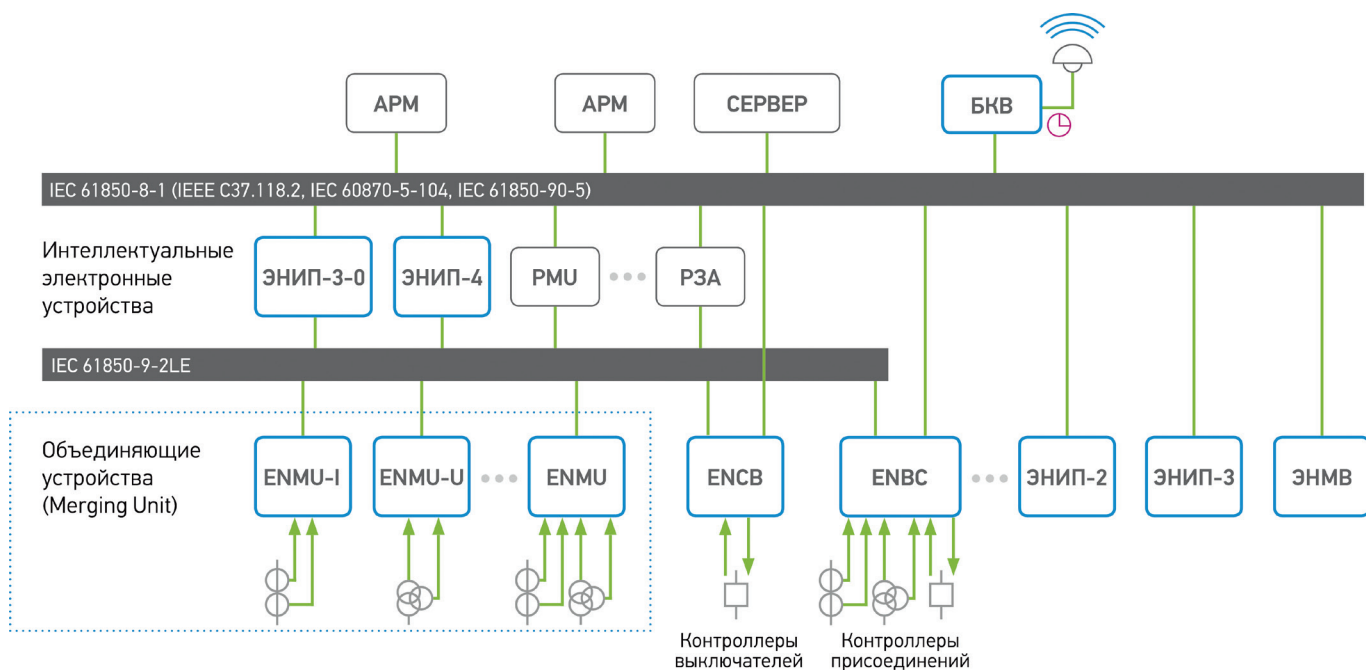 АРМ
АРМ
СЕРВЕР
БКВ
IEC 61850-8-1 (IEEE C37.118.2, IEC 60870-5-104, IEC 61850-90-5)
Интеллектуальные
электронные
устройства
ЭНИП-3-0
ЭНИП-4
PMU
РЗА
IEC 61850-9-2LE
Объединяющие
устройства
(Merging Unit)
ENMU-I
ENMU-U
ENMU
ENCB
ENBC
ЭНИП-2
ЭНИП-3
ЭНМВ
Контроллеры
выключателей
Контроллеры
присоединений